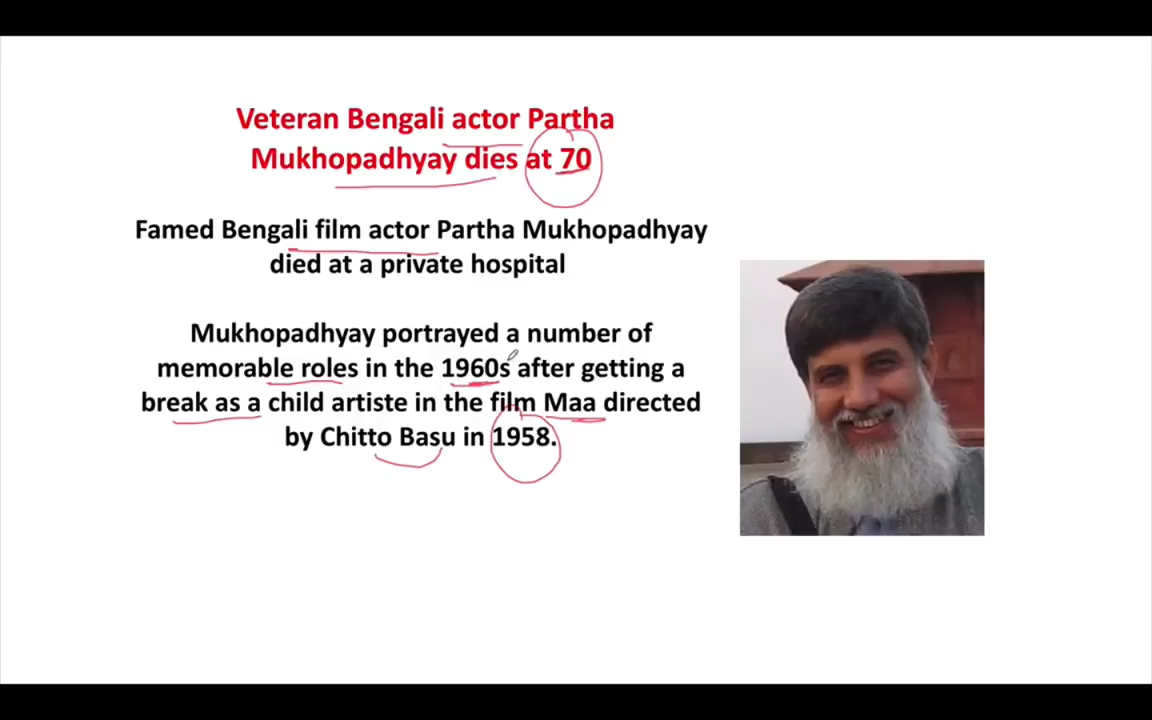 Veteran Bengali actor Partha
Mukhopadhyay dies at 70
Famed Bengali film actor Partha Mukhopadhyay
died at a private hospital
Mukhopadhyay portrayed a number of
memorable roles in the 1960s after getting a
break as a child artiste in the film Maa directed
by Chitto Basu in 1958.